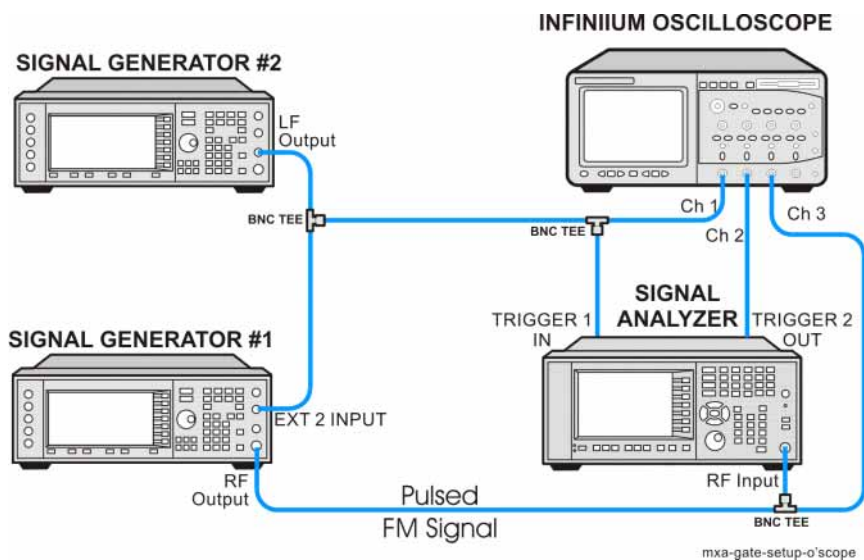 INFINIIUM OSCILLOSCOPE
SIGNAL GENERATOR #2
LF
Output
BNC TEE
BNC TEE
Ch 1
Ch 2
Ch 3
SIGNAL
ANALYZER
TRIGGER 1
IN
TRIGGER 2
OUT
SIGNAL GENERATOR #1
EXT 2 INPUT
RF
Output
RF Input
Pulsed
FM Signal
BNC TEE
mxa-gate-setup-o'scope